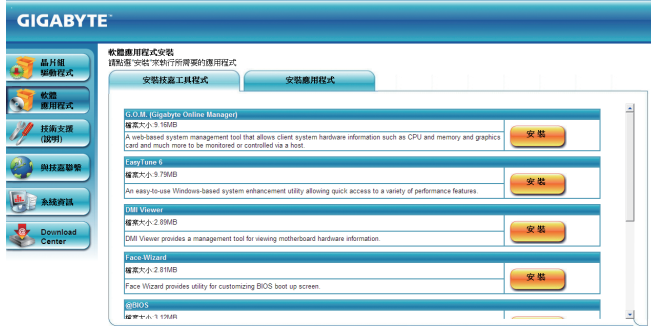 GIGABYTE™
晶片組
驅動程式
軟體
應用程式
技術支援
(說明)
與技嘉聯繫
系統資訊
Download
Center
軟體應用程式安裝
請點選"安裝"來執行所需要的應用程式
安裝技嘉工具程式
安裝應用程式
G.O.M. (Gigabyte Online Manager)
檔案大小:9.16MB
A web-based system management tool that allows client system hardware information such as CPU and memory and graphics
card and much more to be monitored or controlled via a host.
安裝
EasyTune 6
檔案大小:9.79MB
An easy-to-use Windows-based system enhancement utility allowing quick access to a variety of performance features.
安裝
DMI Viewer
檔案大小:2.89MB
DMI Viewer provides a management tool for viewing motherboard hardware information.
安裝
Face-Wizard
檔案大小:2.81MB
Face Wizard provides utility for customizing BIOS boot up screen.
安裝
@BIOS
檔案大小:3.12MB